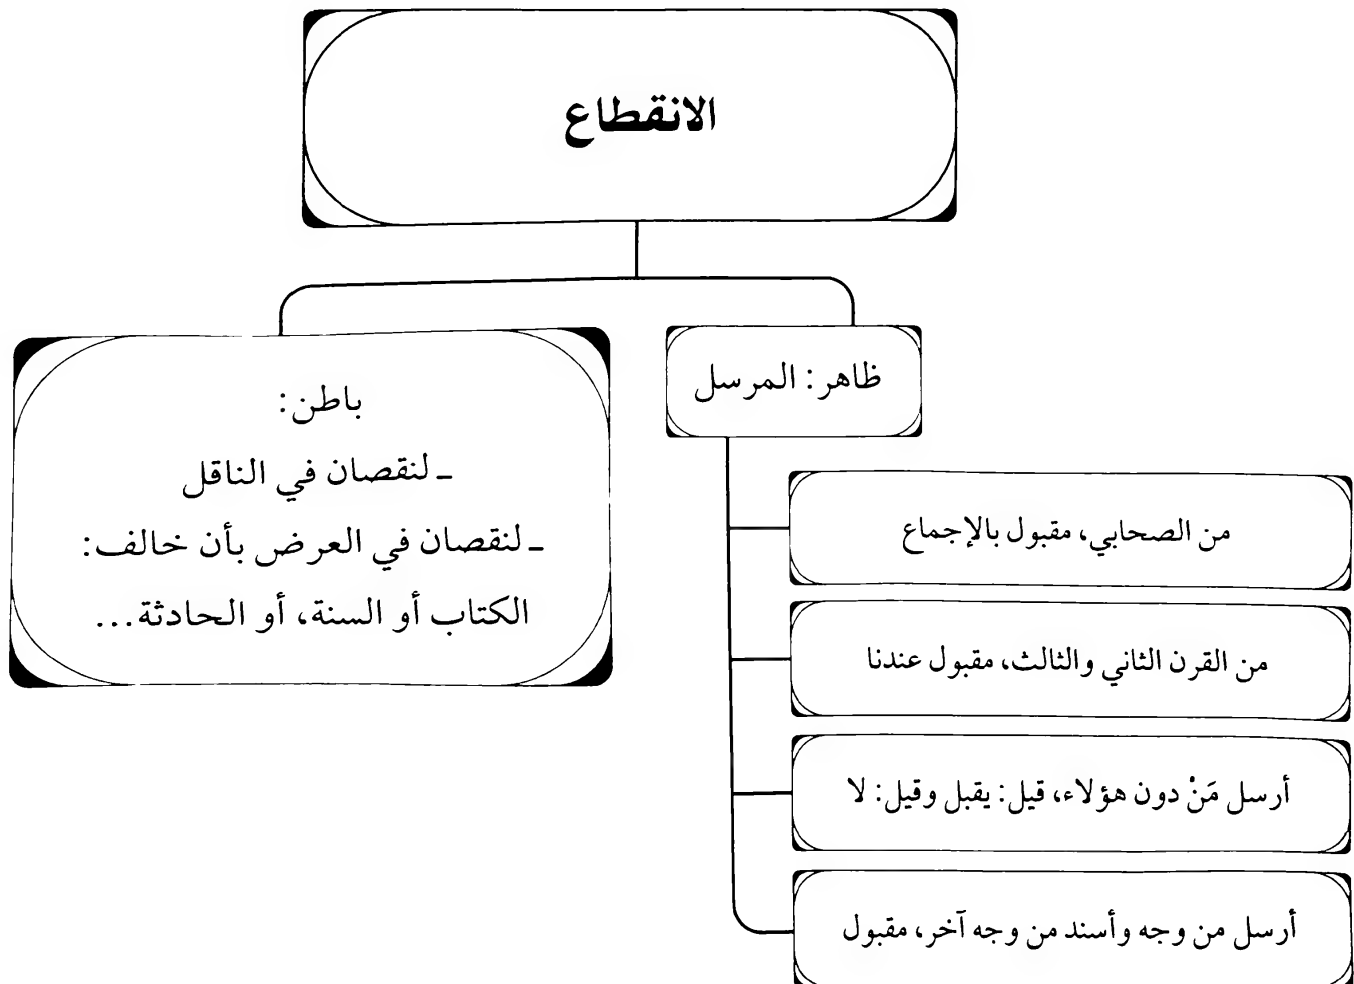 الانقطاع
ظاهر: المرسل
من الصحابي، مقبول بالإجماع
من القرن الثاني والثالث، مقبول عندنا
أرسل مَنْ دون هؤلاء، قيل: يقبل وقيل: لا
أرسل من وجه وأسند من وجه آخر، مقبول
باطن:
ـ لنقصان في الناقل
ـ لنقصان في العرض بأن خالف:
الكتاب أو السنة، أو الحادثة...